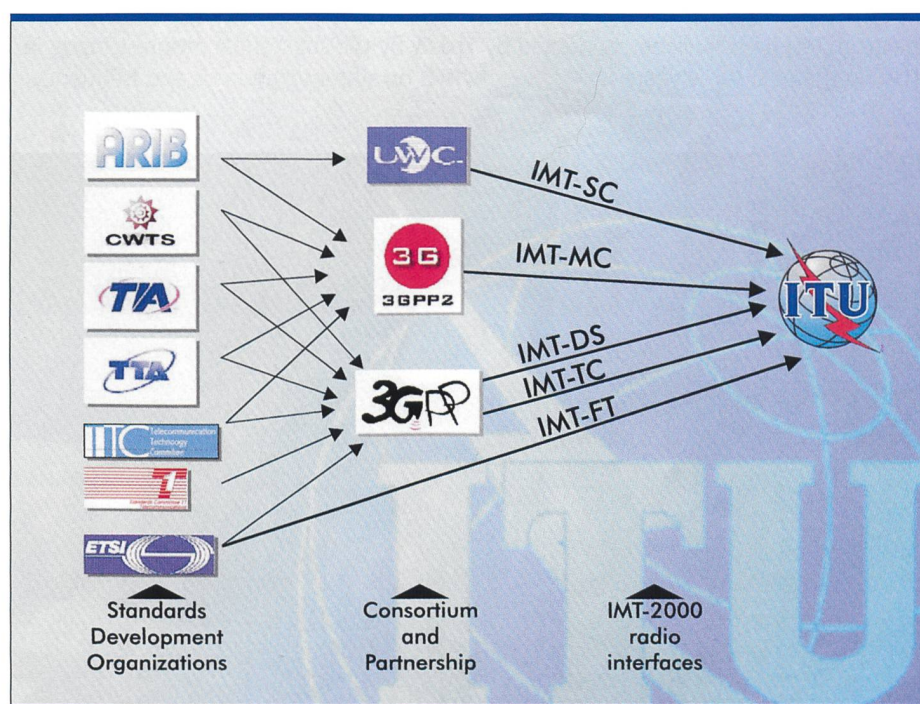 ARIB
CWTS
TIA
TTA
TTC Telecommunication
Technology
Committee
T1
ETSI
Standards
Development
Organizations
UWC
3G
3GPP2
3GPP
Consortium
and
Partnership
IMT-SC
IMT-MC
IMT-DS
IMT-TC
IMT-FT
IMT-2000
radio
interfaces
ITU
ITU